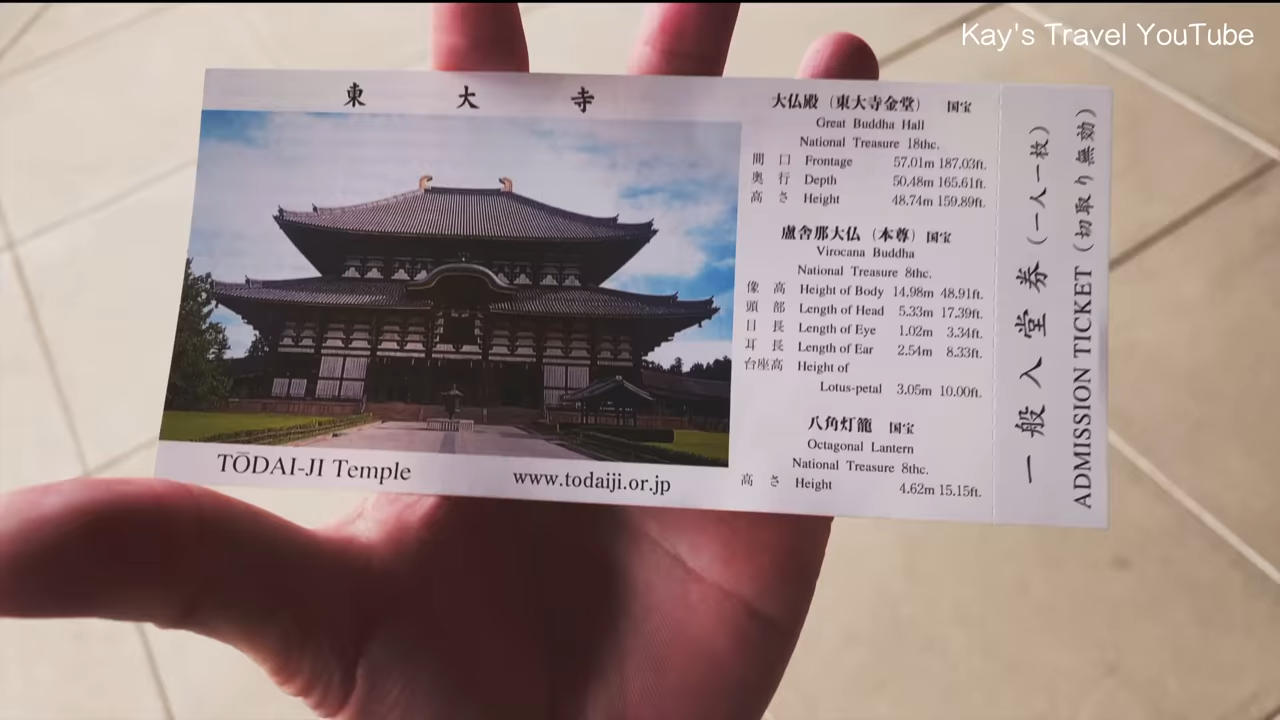 Kay's Travel YouTube
東大寺
TŌDAI-JI Temple
www.todaiji.or.jp
大仏殿（東大寺金堂） 国宝
Great Buddha Hall
National Treasure 18thc.
間口 Frontage 57.01m 187.03ft.
奥行 Depth 50.48m 165.61ft.
高さ Height 48.74m 159.89ft.
盧舎那大仏（本尊） 国宝
Virocana Buddha
National Treasure 8thc.
像高 Height of Body 14.98m 48.91ft.
頭部 Length of Head 5.33m 17.39ft.
目長 Length of Eye 1.02m 3.34ft.
耳長 Length of Ear 2.54m 8.33ft.
台座高 Height of
Lotus-petal 3.05m 10.00ft.
八角灯籠 国宝
Octagonal Lantern
National Treasure 8thc.
高さ Height 4.62m 15.15ft.
一般入堂券（一人一枚）
ADMISSION TICKET（切取り無効）